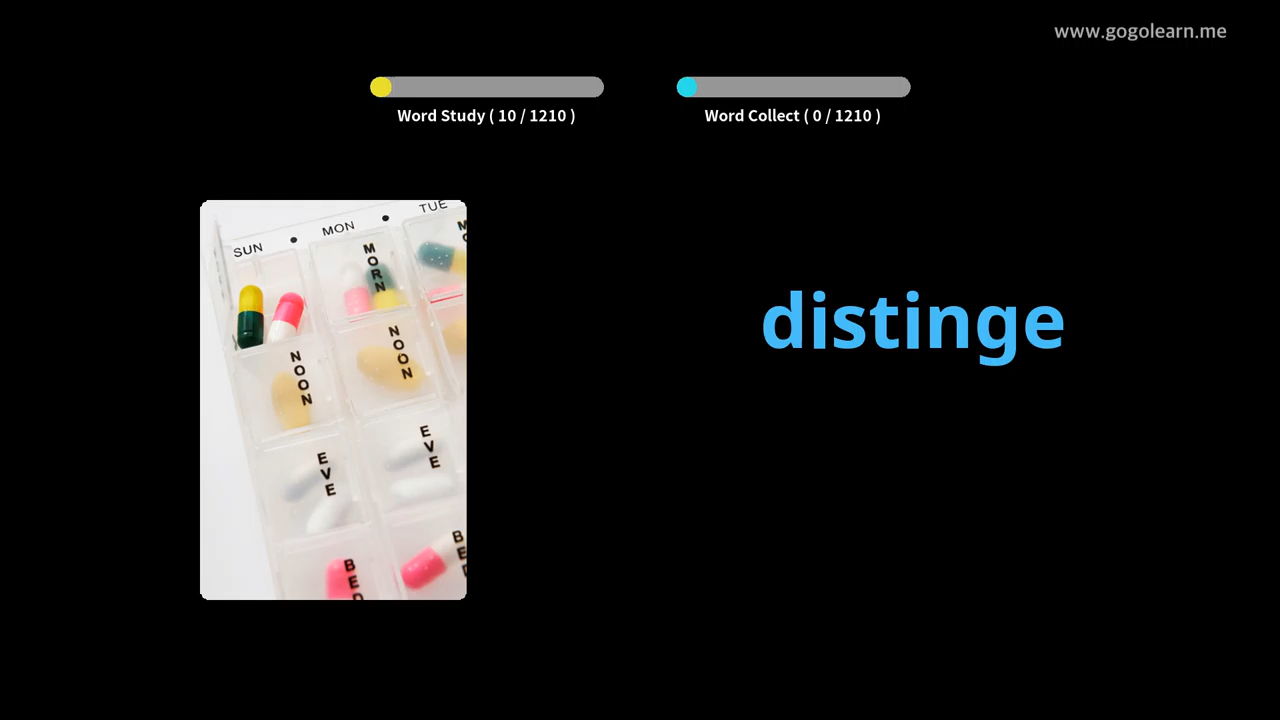 www.gogolearn.me
Word Study ( 10 / 1210 )
Word Collect ( 0 / 1210 )
distinge
SUN
MON
TUE
MORN
NOON
NOON
EVE
EVE
BED